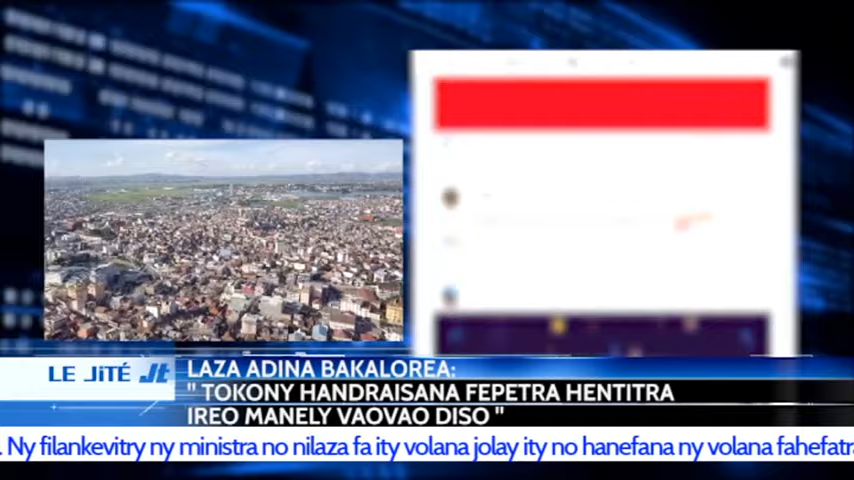 LE JiTÉ Jt
LAZA ADINA BAKALOREA:
" TOKONY HANDRAISANA FEPETRA HENTITRA
IREO MANELY VAOVAO DISO "
. Ny filankevitry ny ministra no nilaza fa ity volana jolay ity no hanefana ny volana fahefatra